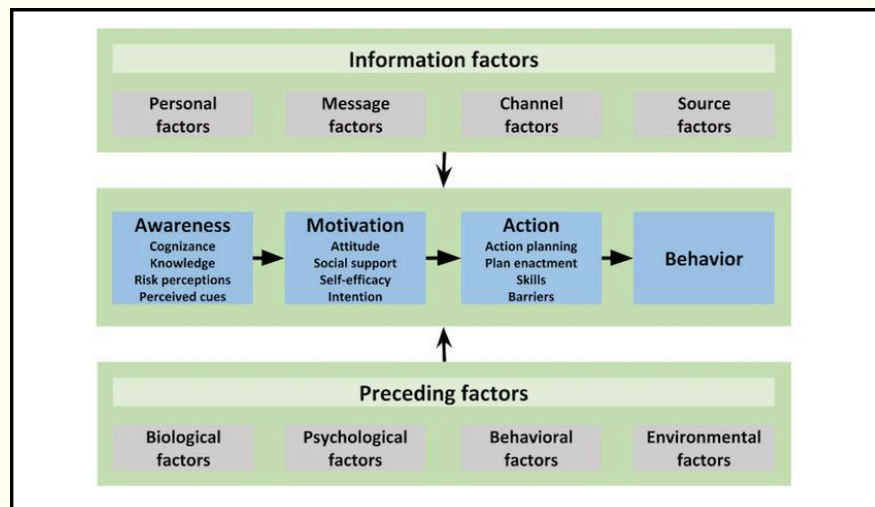 Information factors
Personal
factors
Message
factors
Channel
factors
Source
factors
Awareness
Cognizance
Knowledge
Risk perceptions
Perceived cues
Motivation
Attitude
Social support
Self-efficacy
Intention
Action
Action planning
Plan enactment
Skills
Barriers
Behavior
Preceding factors
Biological
factors
Psychological
factors
Behavioral
factors
Environmental
factors